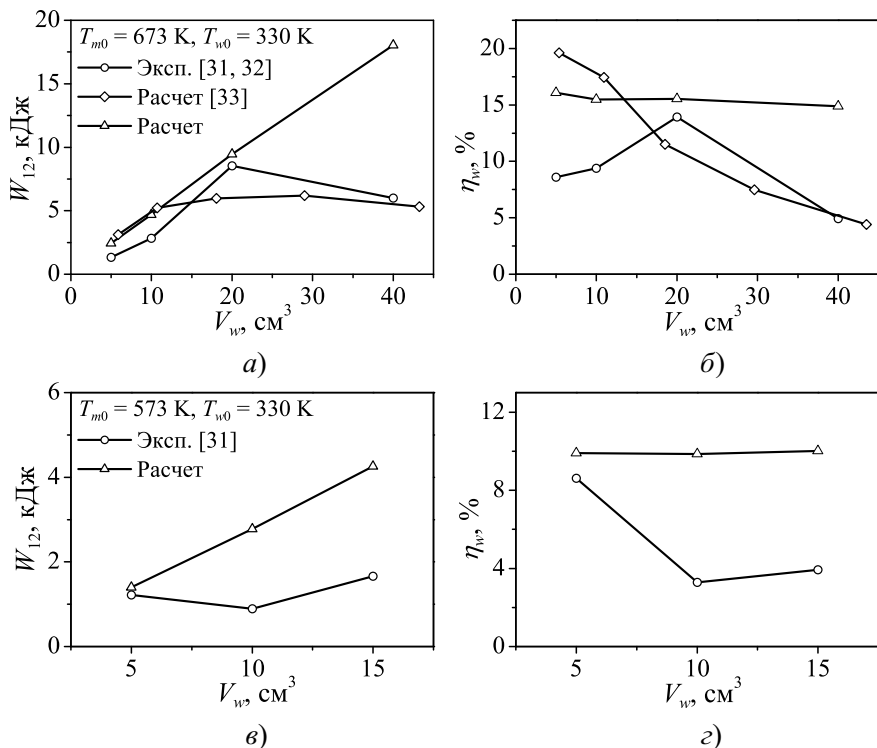 20
15
10
5
0
W₁₂, кДж
T_m0 = 673 K, T_w0 = 330 K
Эксп. [31, 32]
Расчет [33]
Расчет
0 10 20 30 40
V_w, см³
а)
20
15
10
5
0
η_w, %
0 10 20 30 40
V_w, см³
б)
6
4
2
0
W₁₂, кДж
T_m0 = 573 K, T_w0 = 330 K
Эксп. [31]
Расчет
5 10 15
V_w, см³
в)
12
8
4
0
η_w, %
5 10 15
V_w, см³
г)